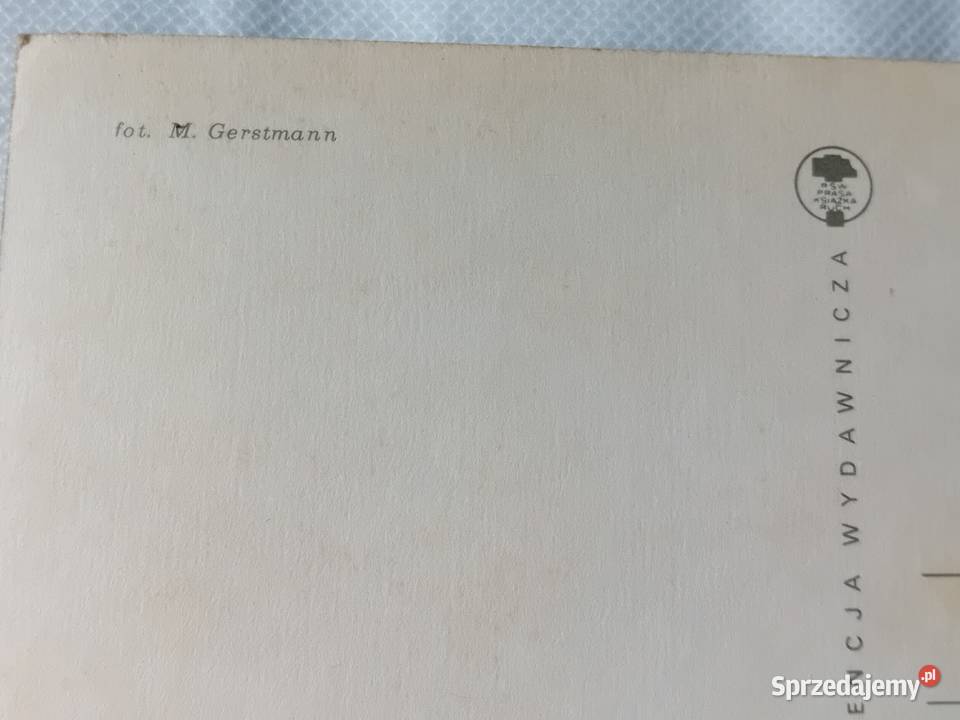 fot. M. Gerstmann
RSW
PRASA
KSIĄŻKA
RUCH
ENCJA WYDAWNICZA
Sprzedajemy.pl